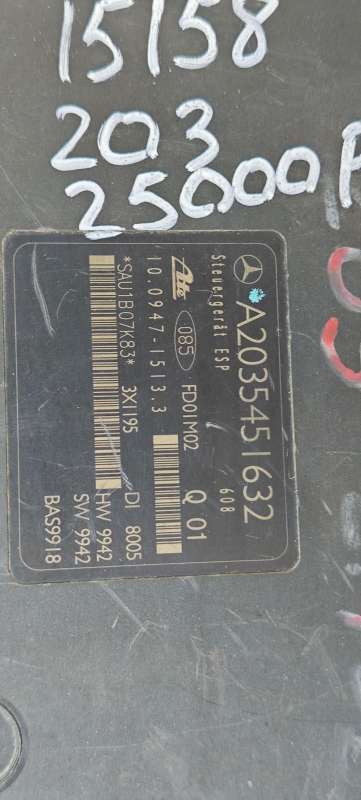 15158
203
25000
A2035451632
Steuergerät ESP 608
Ate 085 FD01M02 Q 01
10.0947-1513.3
*SAU1B07K83* 3X1195 DI 8005
HW 9942
SW 9942
BAS9918